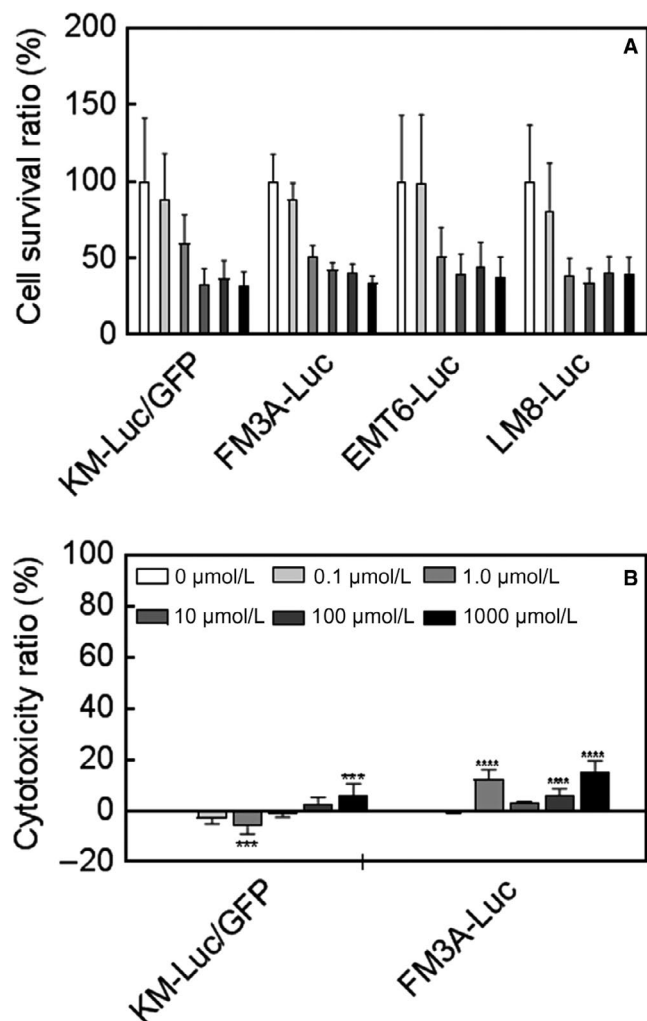 200
A
150
100
50
0
Cell survival ratio (%)
KM-Luc/GFP
FM3A-Luc
EMT6-Luc
LM8-Luc
100
B
0 µmol/L 0.1 µmol/L 1.0 µmol/L
10 µmol/L 100 µmol/L 1000 µmol/L
80
60
40
20
0
–20
Cytotoxicity ratio (%)
***
***
****
****
****
KM-Luc/GFP
FM3A-Luc